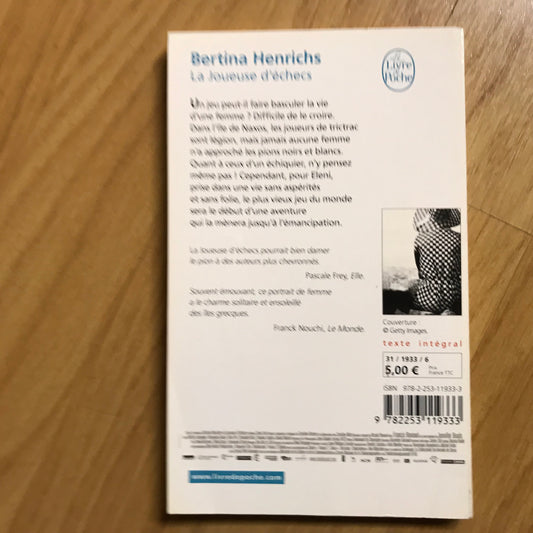 Bertina Henrichs
La Joueuse d'échecs
Le
Livre
de
Poche
Un jeu peut-il faire basculer la vie
d'une femme ? Difficile de le croire.
Dans l'île de Naxos, les joueurs de trictrac
sont légion, mais jamais aucune femme
n'a approché les pions noirs et blancs.
Quant à ceux d'un échiquier, n'y pensez
même pas ! Cependant, pour Eleni,
prise dans une vie sans aspérités
et sans folie, le plus vieux jeu du monde
sera le début d'une aventure
qui la mènera jusqu'à l'émancipation.
La Joueuse d'échecs pourrait bien damer
le pion à des auteurs plus chevronnés.
Pascale Frey, Elle.
Souvent émouvant, ce portrait de femme
a le charme solitaire et ensoleillé
des îles grecques.
Franck Nouchi, Le Monde.
Couverture :
© Getty Images.
texte intégral
31 / 1933 / 6
5,00 € Prix
France TTC
ISBN 978-2-253-11933-3
9 782253 119333
www.livredepoche.com